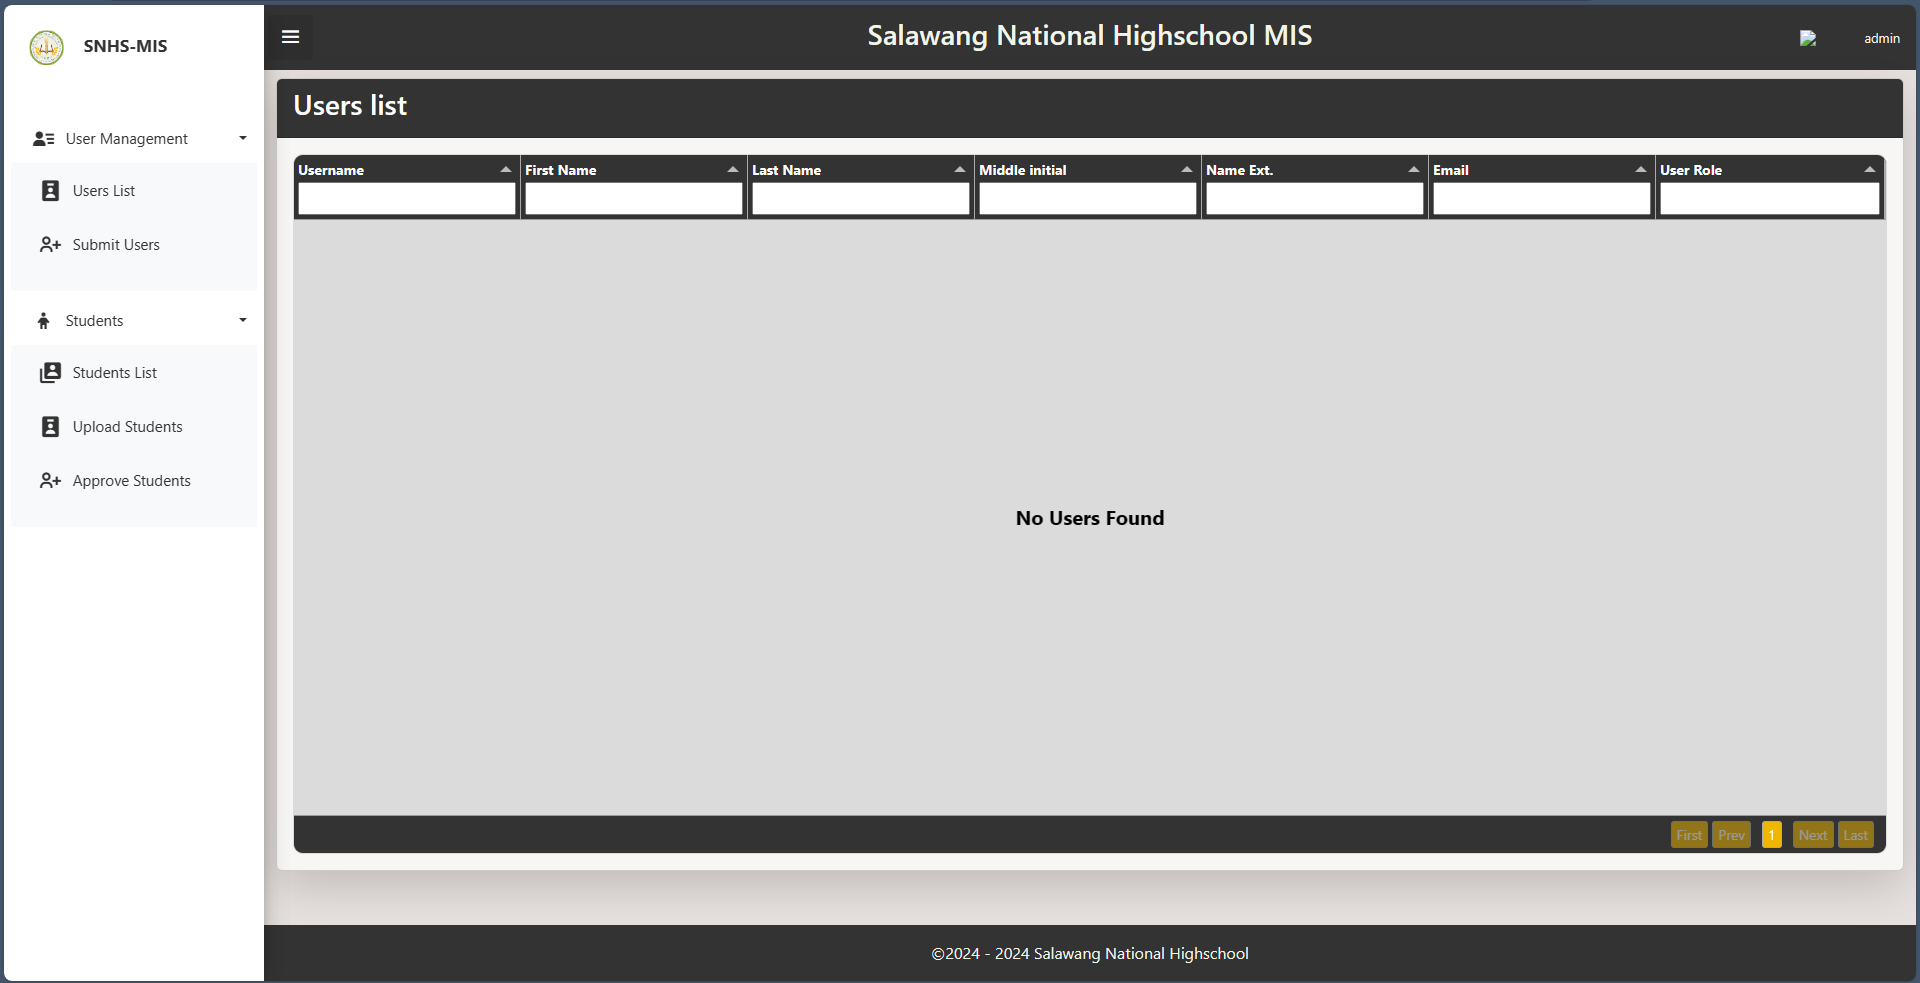 SNHS-MIS
Salawang National Highschool MIS
admin
User Management
Users List
Submit Users
Students
Students List
Upload Students
Approve Students
Users list
Username First Name Last Name Middle initial Name Ext. Email User Role
No Users Found
First Prev 1 Next Last
©2024 - 2024 Salawang National Highschool